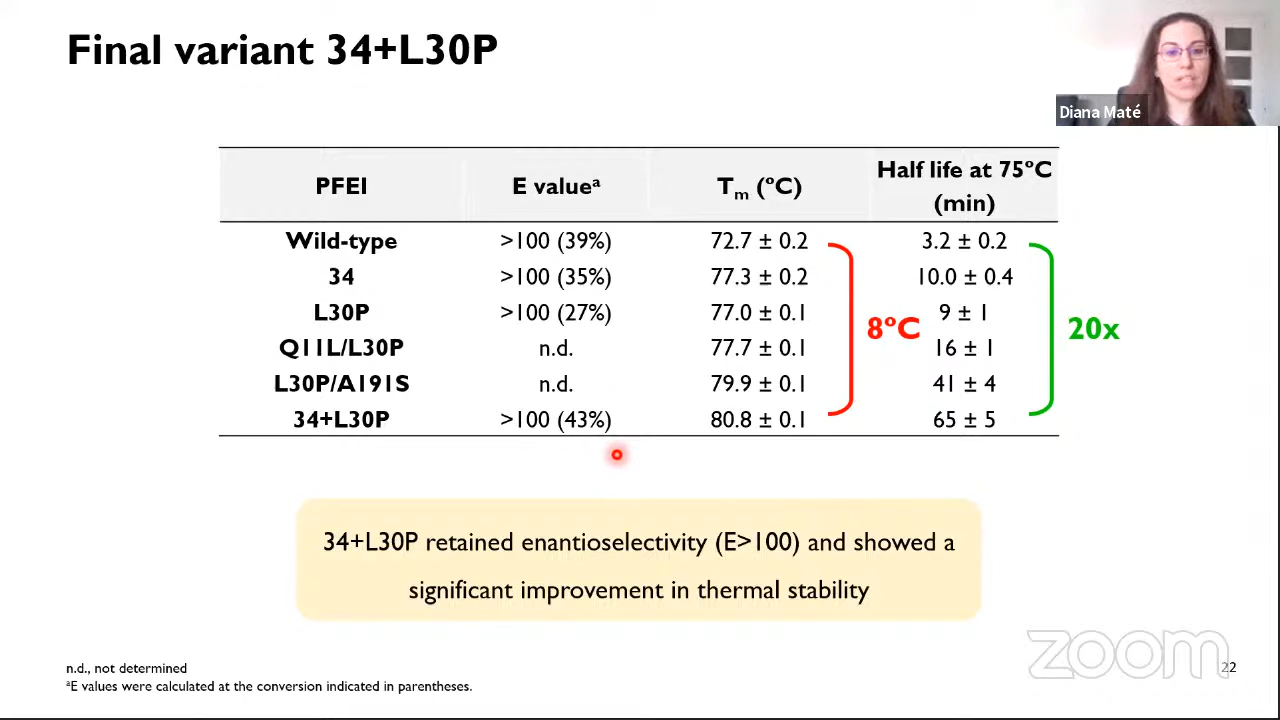 Final variant 34+L30P
Diana Maté
PFEI E valueᵃ Tₘ (ºC) Half life at 75ºC (min)
Wild-type >100 (39%) 72.7 ± 0.2 3.2 ± 0.2
34 >100 (35%) 77.3 ± 0.2 10.0 ± 0.4
L30P >100 (27%) 77.0 ± 0.1 9 ± 1
Q11L/L30P n.d. 77.7 ± 0.1 16 ± 1
L30P/A191S n.d. 79.9 ± 0.1 41 ± 4
34+L30P >100 (43%) 80.8 ± 0.1 65 ± 5
8ºC
20x
34+L30P retained enantioselectivity (E>100) and showed a
significant improvement in thermal stability
n.d., not determined
ᵃE values were calculated at the conversion indicated in parentheses.
zoom
22